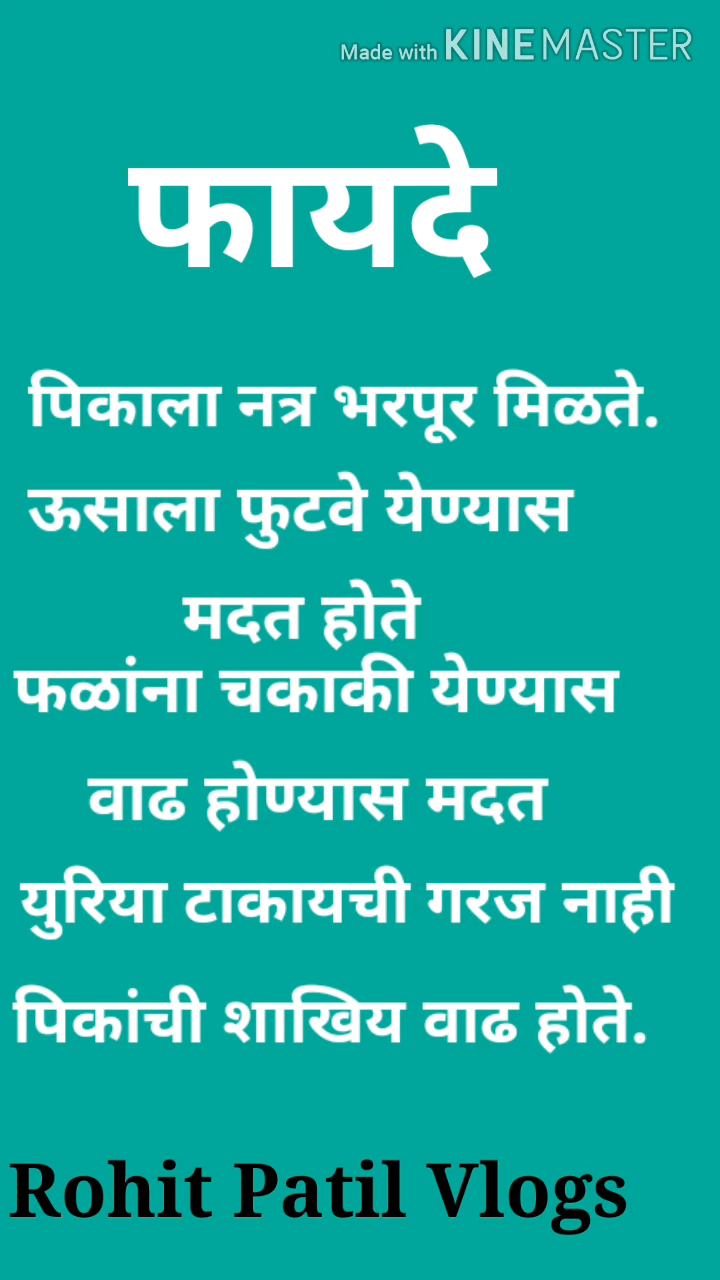 Made with KINEMASTER
फायदे
पिकाला नत्र भरपूर मिळते.
ऊसाला फुटवे येण्यास
मदत होते
फळांना चकाकी येण्यास
वाढ होण्यास मदत
युरिया टाकायची गरज नाही
पिकांची शाखिय वाढ होते.
Rohit Patil Vlogs